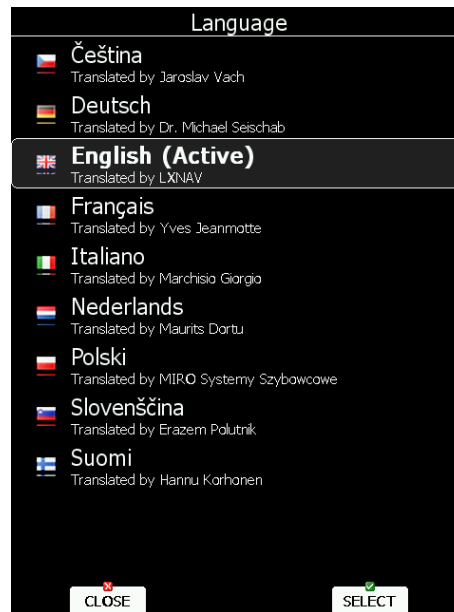 Language
Čeština
Translated by Jaroslav Vach
Deutsch
Translated by Dr. Michael Seischab
English (Active)
Translated by LXNAV
Français
Translated by Yves Jeanmotte
Italiano
Translated by Marchisio Giorgio
Nederlands
Translated by Maurits Dortu
Polski
Translated by MIRO Systemy Szybowcowe
Slovenščina
Translated by Erazem Polutnik
Suomi
Translated by Hannu Karhonen
CLOSE
SELECT